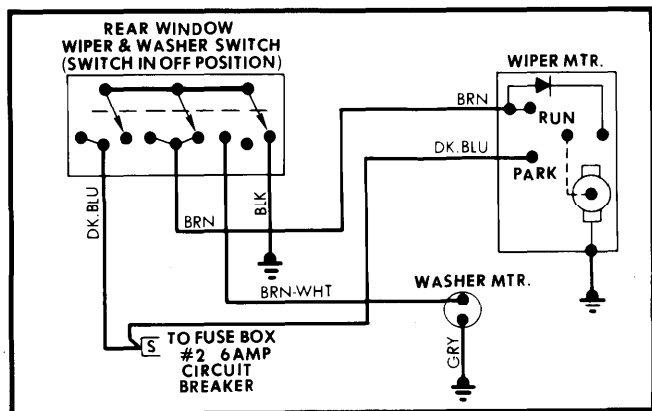 REAR WINDOW
WIPER & WASHER SWITCH
(SWITCH IN OFF POSITION)
WIPER MTR.
BRN
RUN
DK.BLU
PARK
DK.BLU
BRN
BLK
BRN-WHT
WASHER MTR.
GRY
S
TO FUSE BOX
#2 6AMP
CIRCUIT
BREAKER